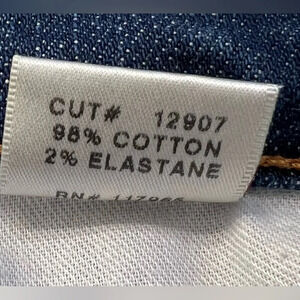 CUT# 12907
98% COTTON
2% ELASTANE
RN#